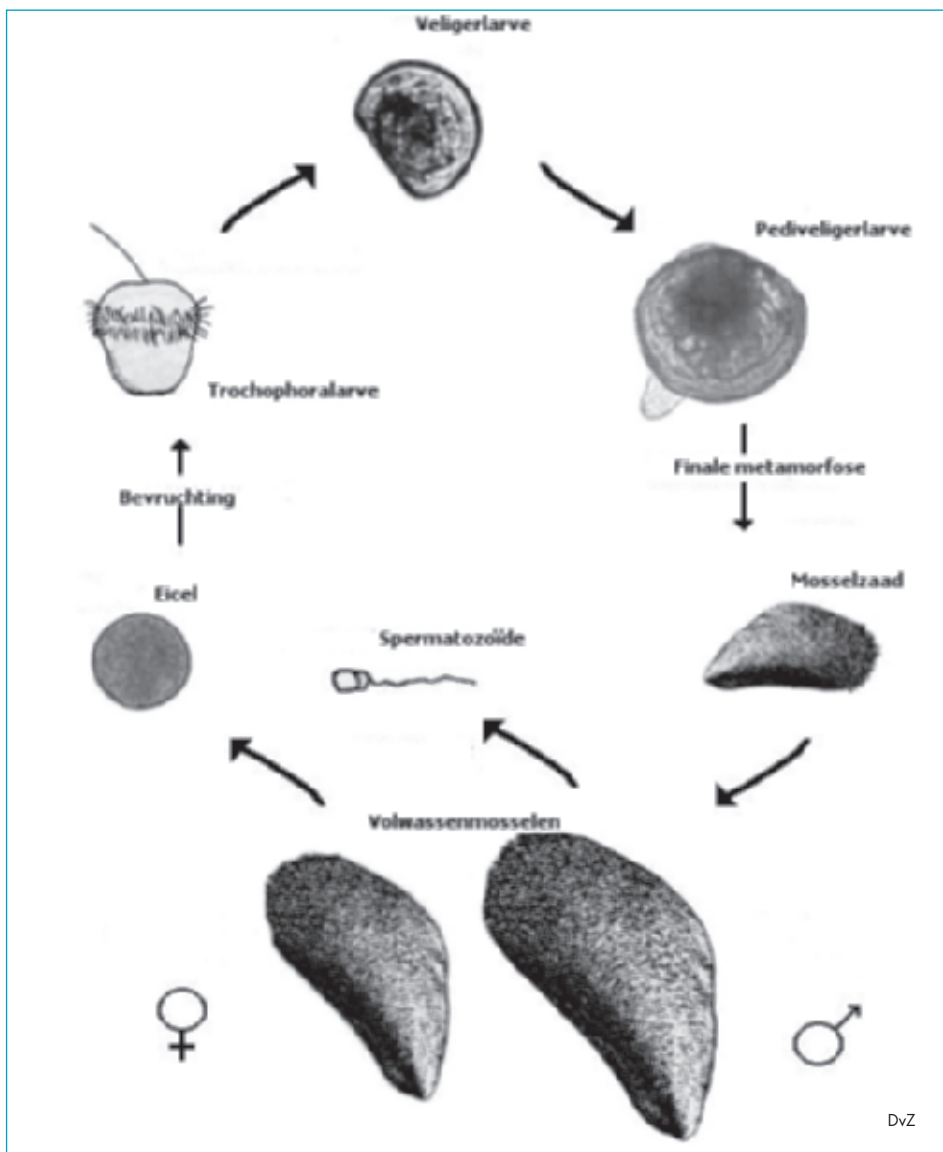 Veligerlarve
Pediveligerlarve
Trochophoralarve
Finale metamorfose
Bevruchting
Mosselzaad
Eicel
Spermatozoïde
Volwassenmosselen
DvZ